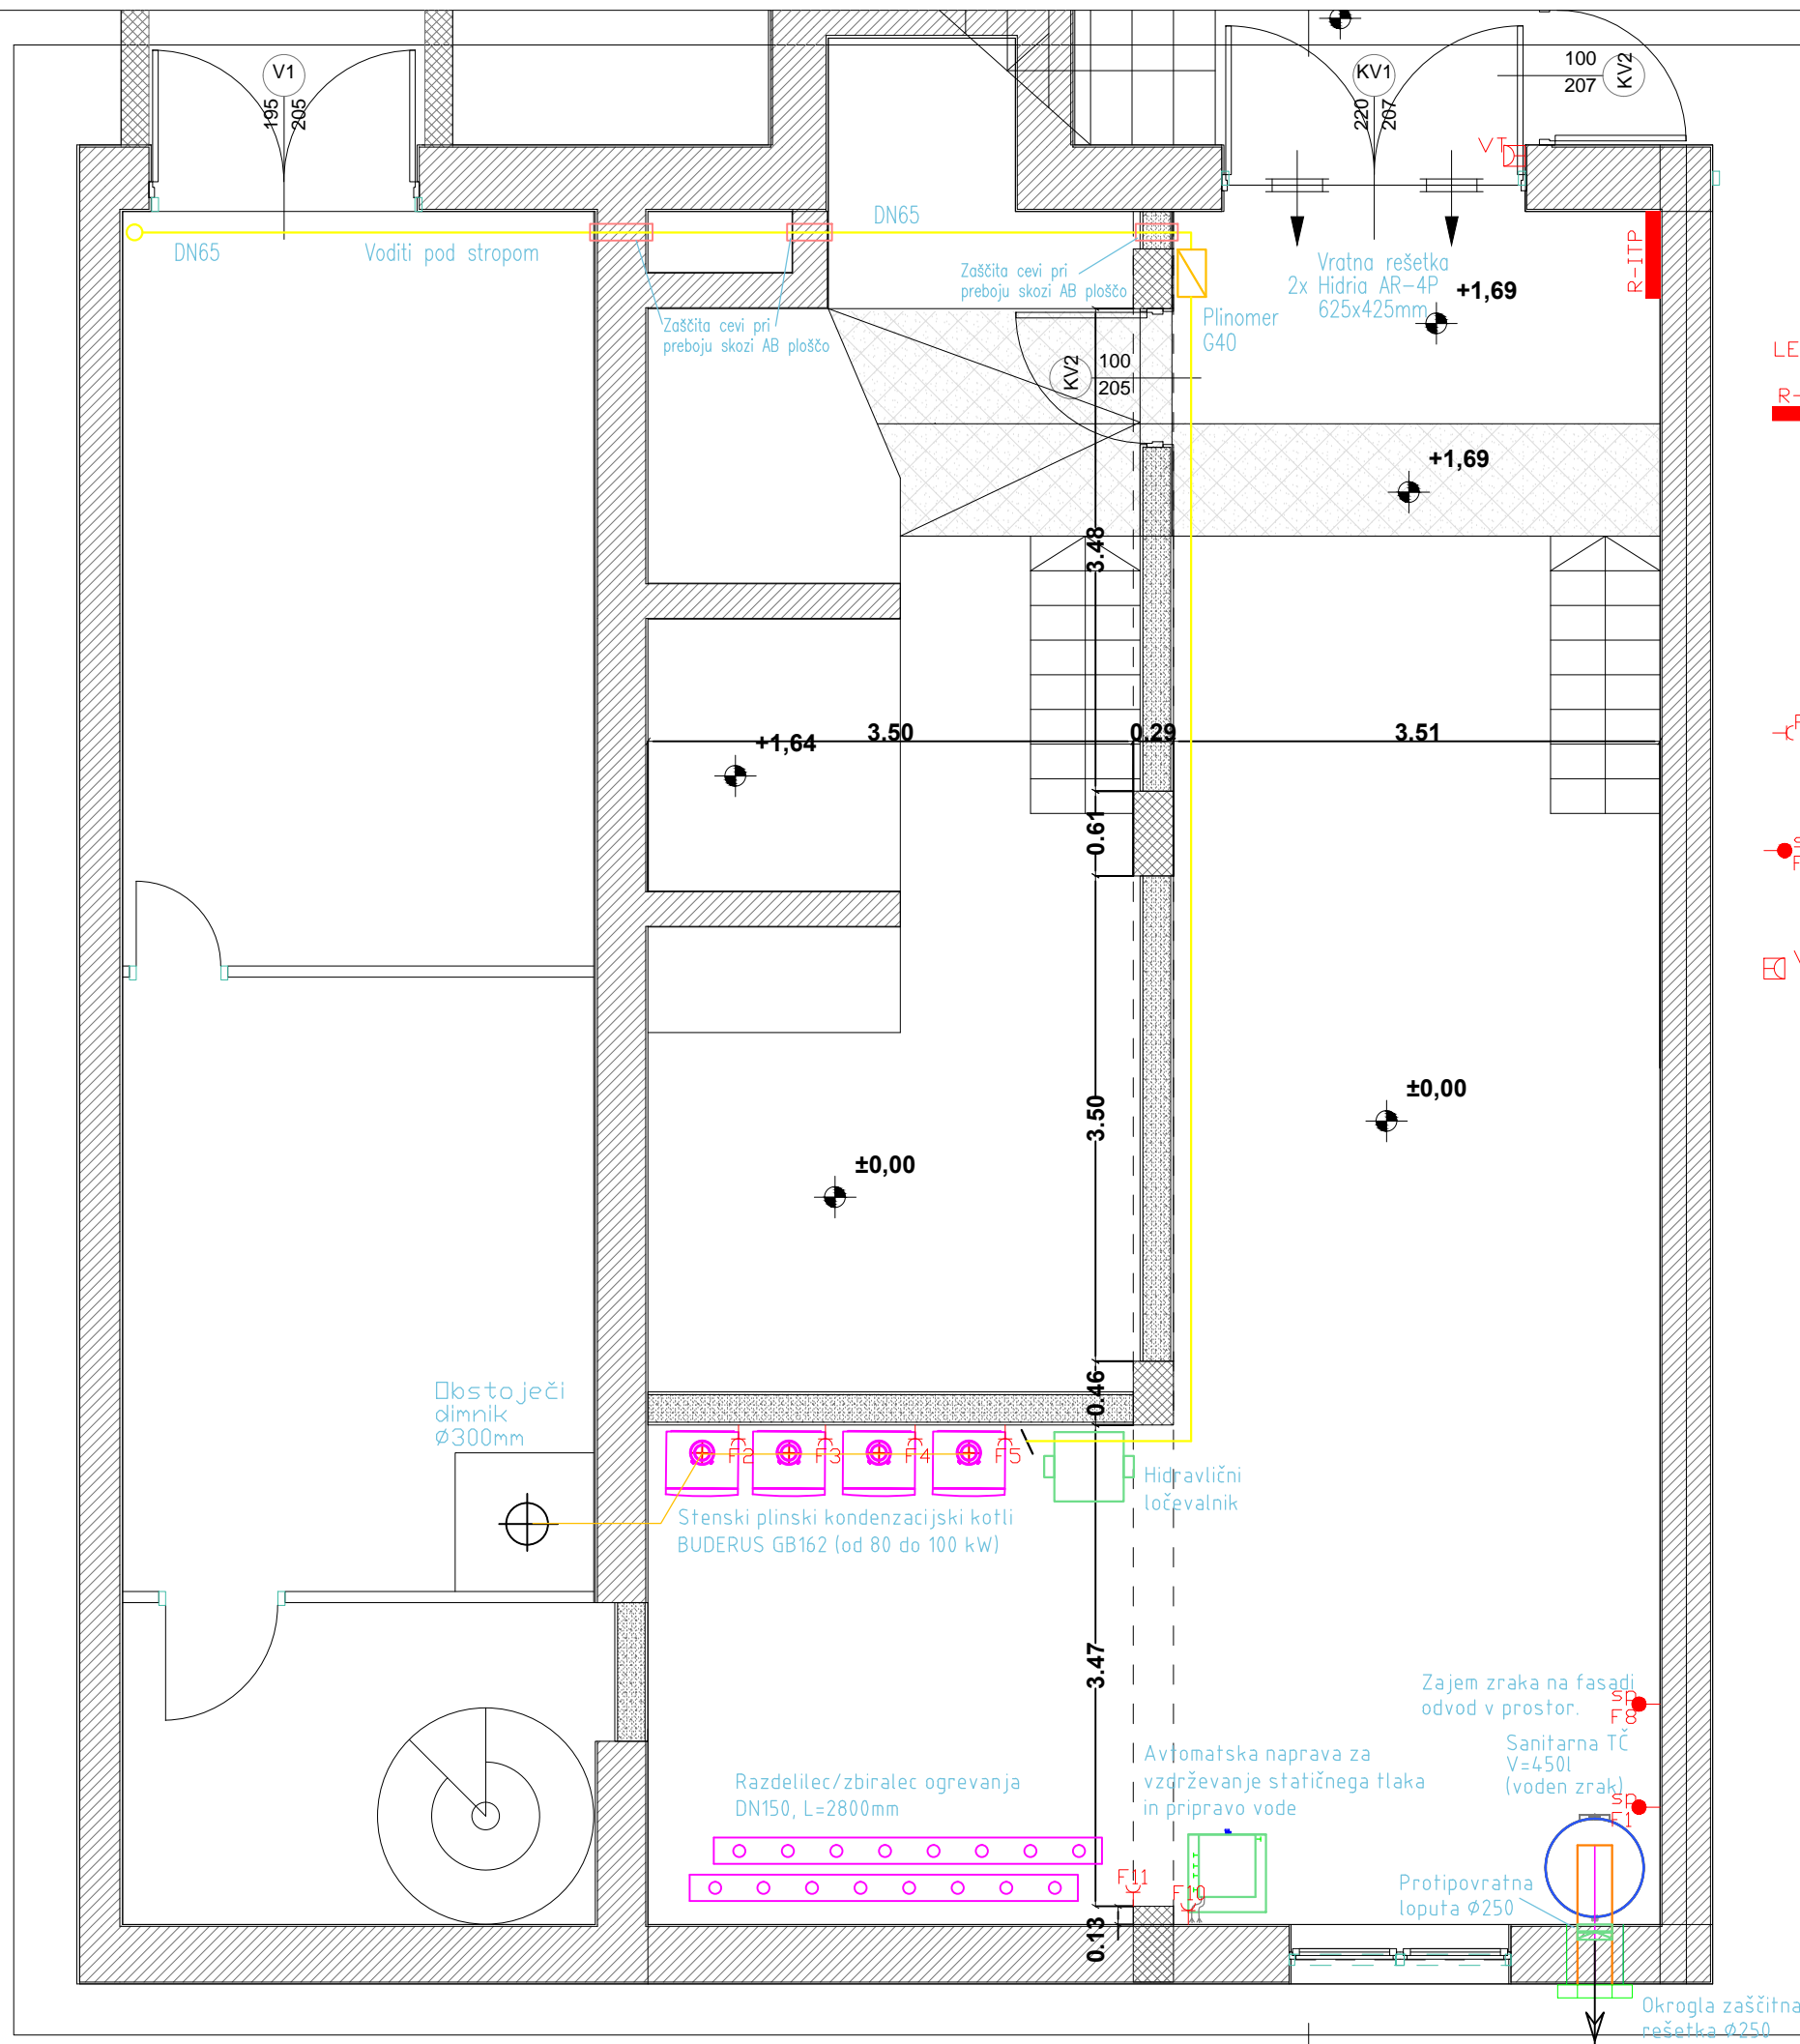 V1
195
205
KV1
220
207
100
207
KV2
VT
DN65
DN65
Voditi pod stropom
Zaščita cevi pri
preboju skozi AB ploščo
Zaščita cevi pri
preboju skozi AB ploščo
Vratna rešetka
2x Hidria AR-4P
625x425mm
+1,69
R-ITP
Plinomer
G40
KV2
100
205
LE
R-
+1,69
3.48
3.50
0.29
3.51
+1,64
0.61
±0,00
3.50
±0,00
0.46
Obstoječi
dimnik
Ø300mm
F2
F3
F4
F5
Hidravlični
ločevalnik
Stenski plinski kondenzacijski kotli
BUDERUS GB162 (od 80 do 100 kW)
3.47
Zajem zraka na fasadi
odvod v prostor.
sp
F8
Sanitarna TČ
V=450l
(voden zrak)
sp
F1
Avtomatska naprava za
vzdrževanje statičnega tlaka
in pripravo vode
Razdelilec/zbiralec ogrevanja
DN150, L=2800mm
F11
F10
Protipovratna
loputa Ø250
0.13
Okrogla zaščitna
rešetka Ø250